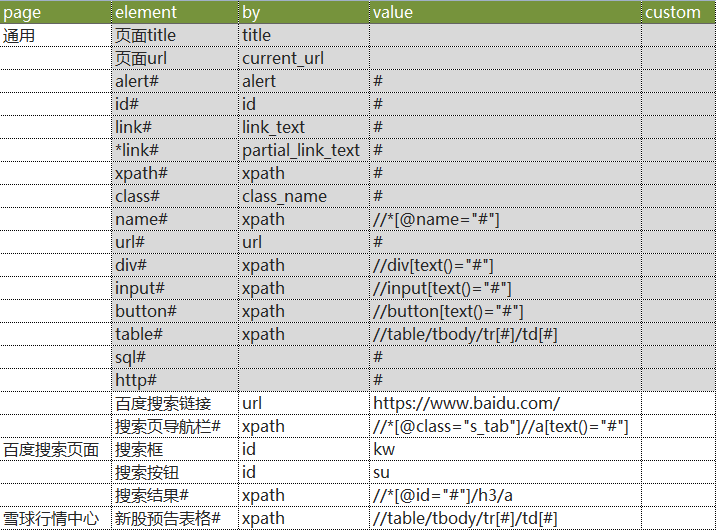 page element by value custom
通用 页面title title
页面url current_url
alert# alert #
id# id #
link# link_text #
*link# partial_link_text #
xpath# xpath #
class# class_name #
name# xpath //*[@name="#"]
url# url #
div# xpath //div[text()="#"]
input# xpath //input[text()="#"]
button# xpath //button[text()="#"]
table# xpath //table/tbody/tr[#]/td[#]
sql# #
http# #
百度搜索链接 url https://www.baidu.com/
搜索页导航栏# xpath //*[@class="s_tab"]//a[text()="#"]
百度搜索页面 搜索框 id kw
搜索按钮 id su
搜索结果# xpath //*[@id="#"]/h3/a
雪球行情中心 新股预告表格# xpath //table/tbody/tr[#]/td[#]